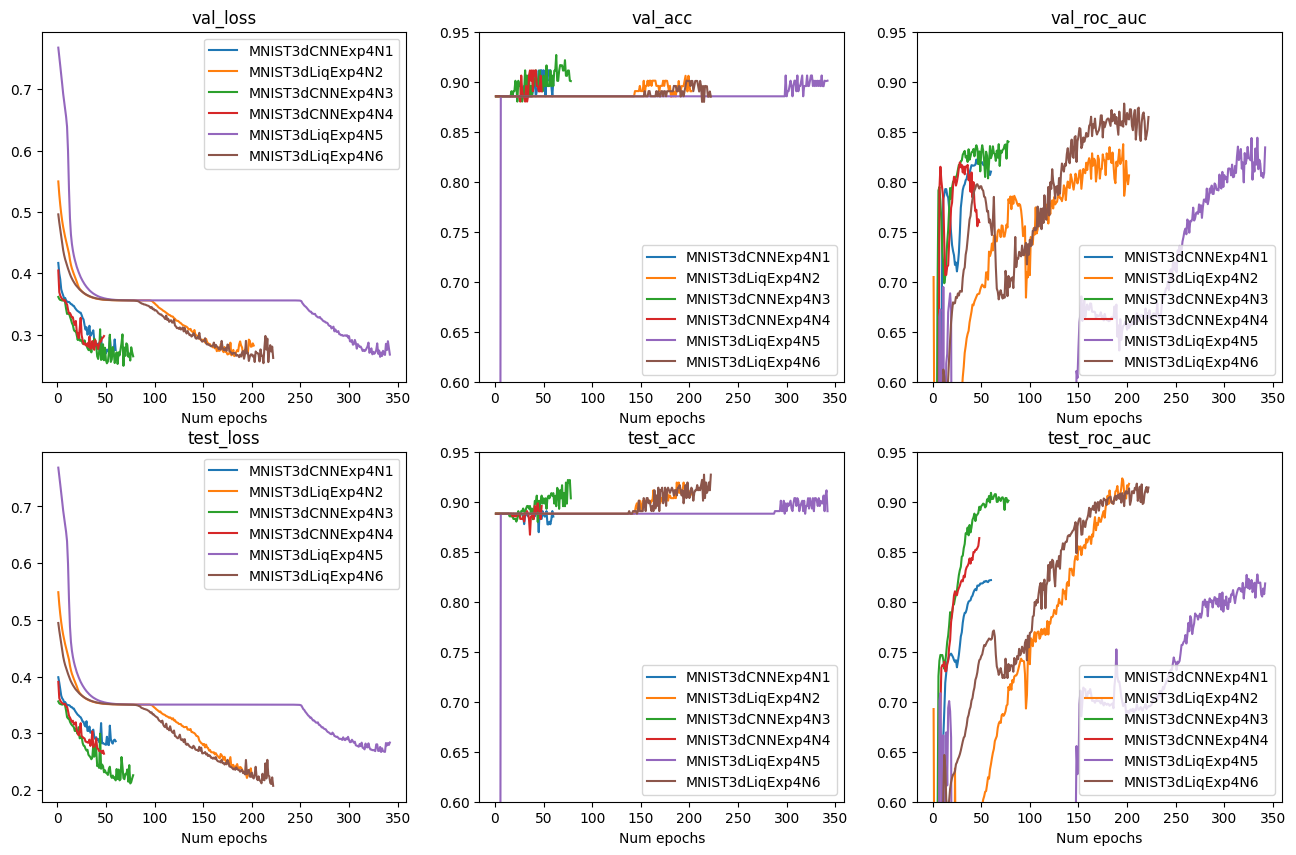 val_loss
0.7
0.6
0.5
0.4
0.3
0 50 100 150 200 250 300 350
Num epochs
MNIST3dCNNExp4N1
MNIST3dLiqExp4N2
MNIST3dCNNExp4N3
MNIST3dCNNExp4N4
MNIST3dLiqExp4N5
MNIST3dLiqExp4N6
val_acc
0.95
0.90
0.85
0.80
0.75
0.70
0.65
0.60
0 50 100 150 200 250 300 350
Num epochs
MNIST3dCNNExp4N1
MNIST3dLiqExp4N2
MNIST3dCNNExp4N3
MNIST3dCNNExp4N4
MNIST3dLiqExp4N5
MNIST3dLiqExp4N6
val_roc_auc
0.95
0.90
0.85
0.80
0.75
0.70
0.65
0.60
0 50 100 150 200 250 300 350
Num epochs
MNIST3dCNNExp4N1
MNIST3dLiqExp4N2
MNIST3dCNNExp4N3
MNIST3dCNNExp4N4
MNIST3dLiqExp4N5
MNIST3dLiqExp4N6
test_loss
0.7
0.6
0.5
0.4
0.3
0.2
0 50 100 150 200 250 300 350
Num epochs
MNIST3dCNNExp4N1
MNIST3dLiqExp4N2
MNIST3dCNNExp4N3
MNIST3dCNNExp4N4
MNIST3dLiqExp4N5
MNIST3dLiqExp4N6
test_acc
0.95
0.90
0.85
0.80
0.75
0.70
0.65
0.60
0 50 100 150 200 250 300 350
Num epochs
MNIST3dCNNExp4N1
MNIST3dLiqExp4N2
MNIST3dCNNExp4N3
MNIST3dCNNExp4N4
MNIST3dLiqExp4N5
MNIST3dLiqExp4N6
test_roc_auc
0.95
0.90
0.85
0.80
0.75
0.70
0.65
0.60
0 50 100 150 200 250 300 350
Num epochs
MNIST3dCNNExp4N1
MNIST3dLiqExp4N2
MNIST3dCNNExp4N3
MNIST3dCNNExp4N4
MNIST3dLiqExp4N5
MNIST3dLiqExp4N6